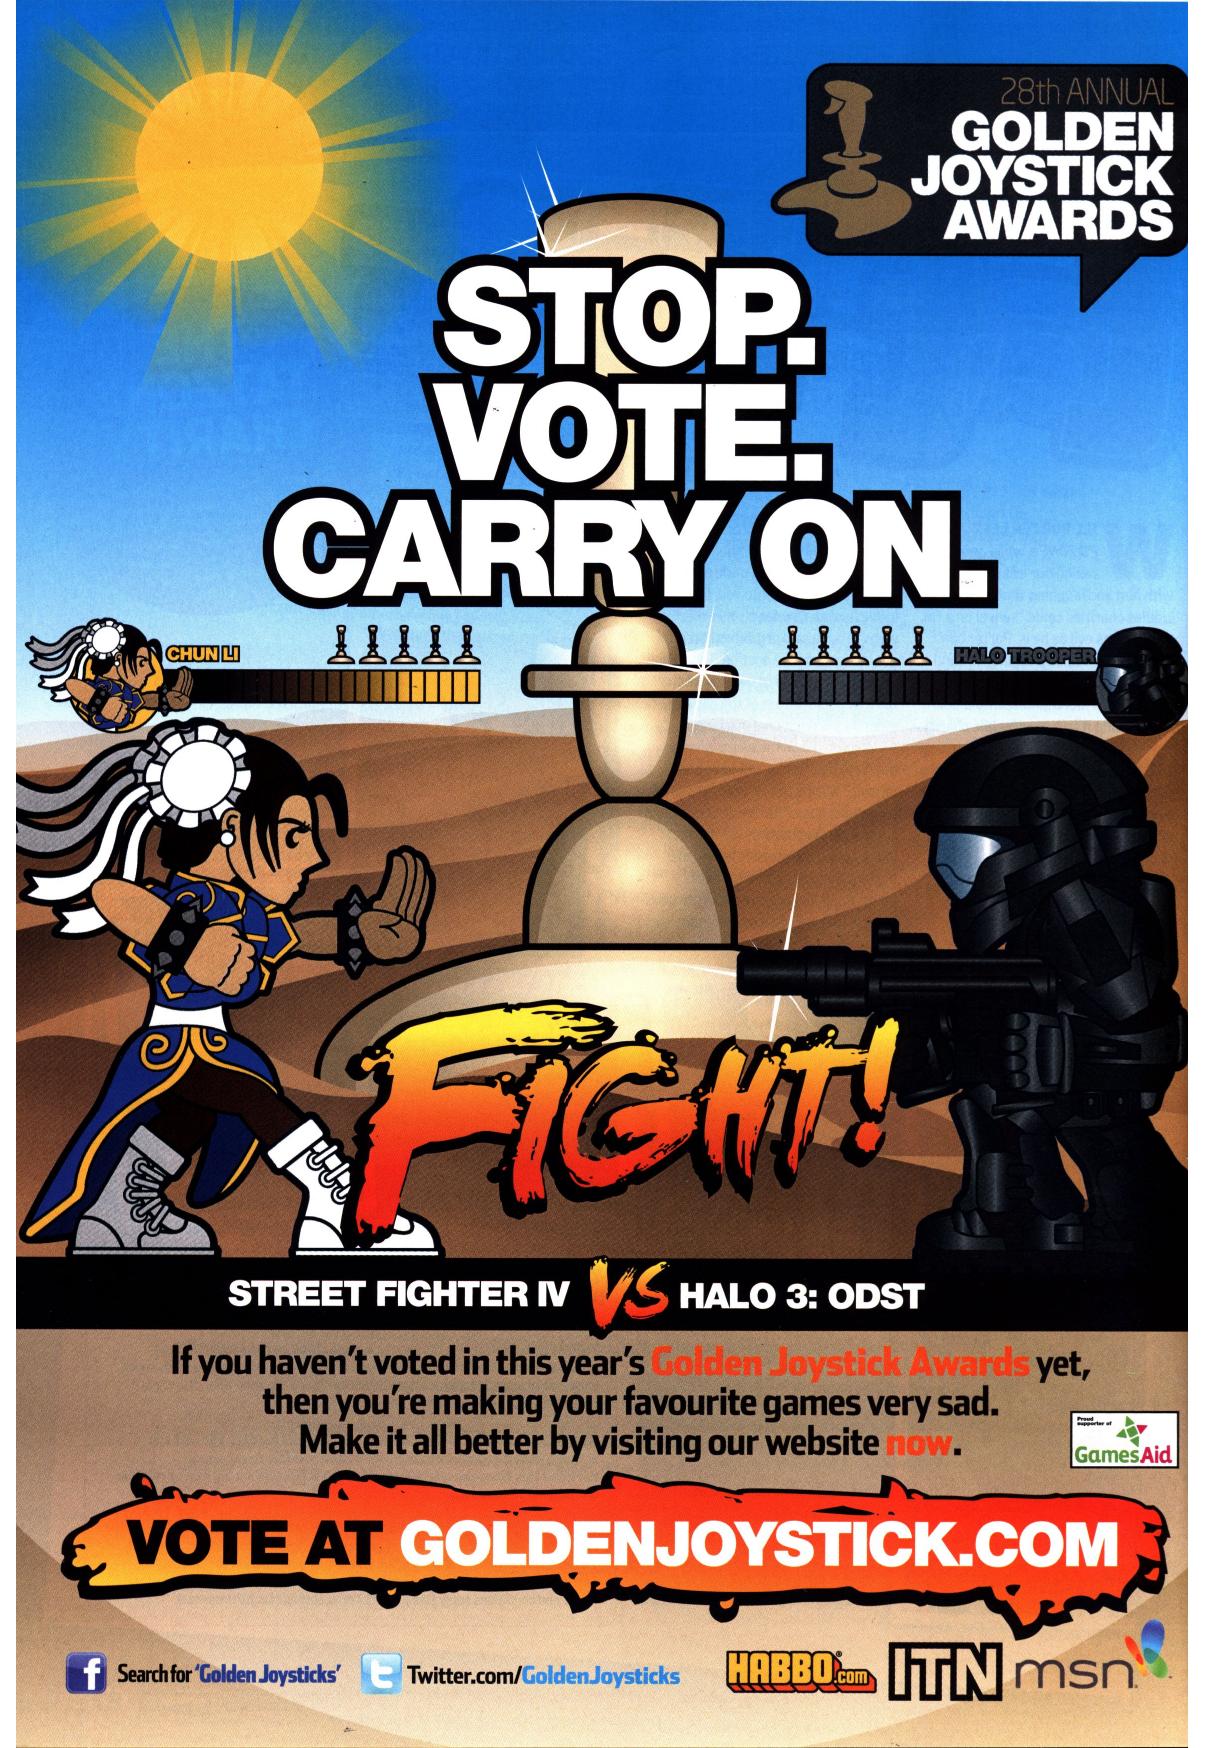 28th ANNUAL
GOLDEN
JOYSTICK
AWARDS
STOP.
VOTE.
CARRY ON.
CHUN LI
HALO TROOPER
FIGHT!
STREET FIGHTER IV VS HALO 3: ODST
If you haven't voted in this year's Golden Joystick Awards yet,
then you're making your favourite games very sad.
Make it all better by visiting our website now.
Proud
supporter of
GamesAid
VOTE AT GOLDENJOYSTICK.COM
f
Search for 'Golden Joysticks'
t
Twitter.com/GoldenJoysticks
HABBO.com
ITN
msn